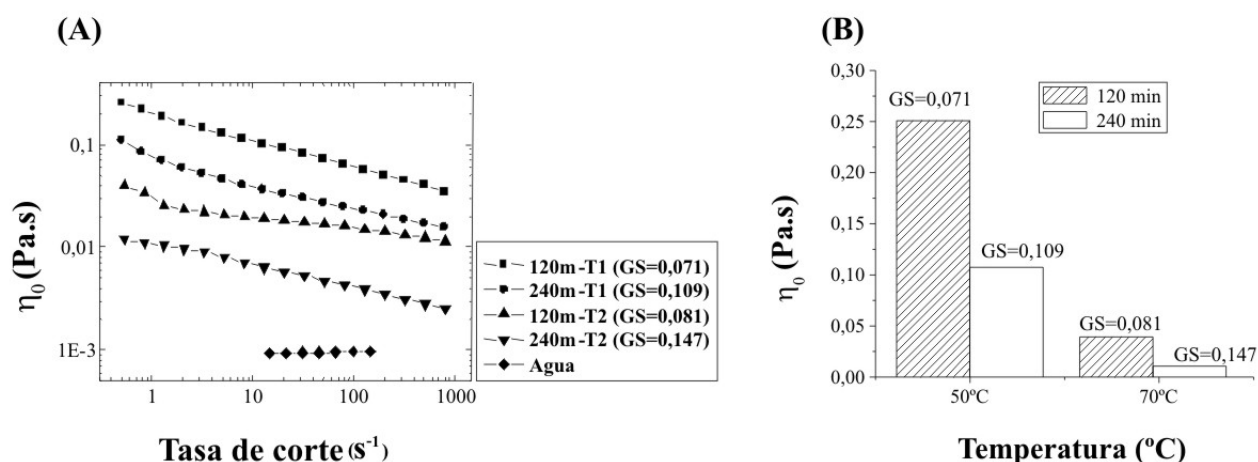 (A)
0,1
0,01
1E-3
1 10 100 1000
η₀ (Pa.s)
Tasa de corte (s⁻¹)
120m-T1 (GS=0,071)
240m-T1 (GS=0,109)
120m-T2 (GS=0,081)
240m-T2 (GS=0,147)
Agua
(B)
0,30
0,25
0,20
0,15
0,10
0,05
0,00
η₀ (Pa.s)
GS=0,071
120 min
240 min
GS=0,109
GS=0,081
GS=0,147
50ºC 70ºC
Temperatura (ºC)